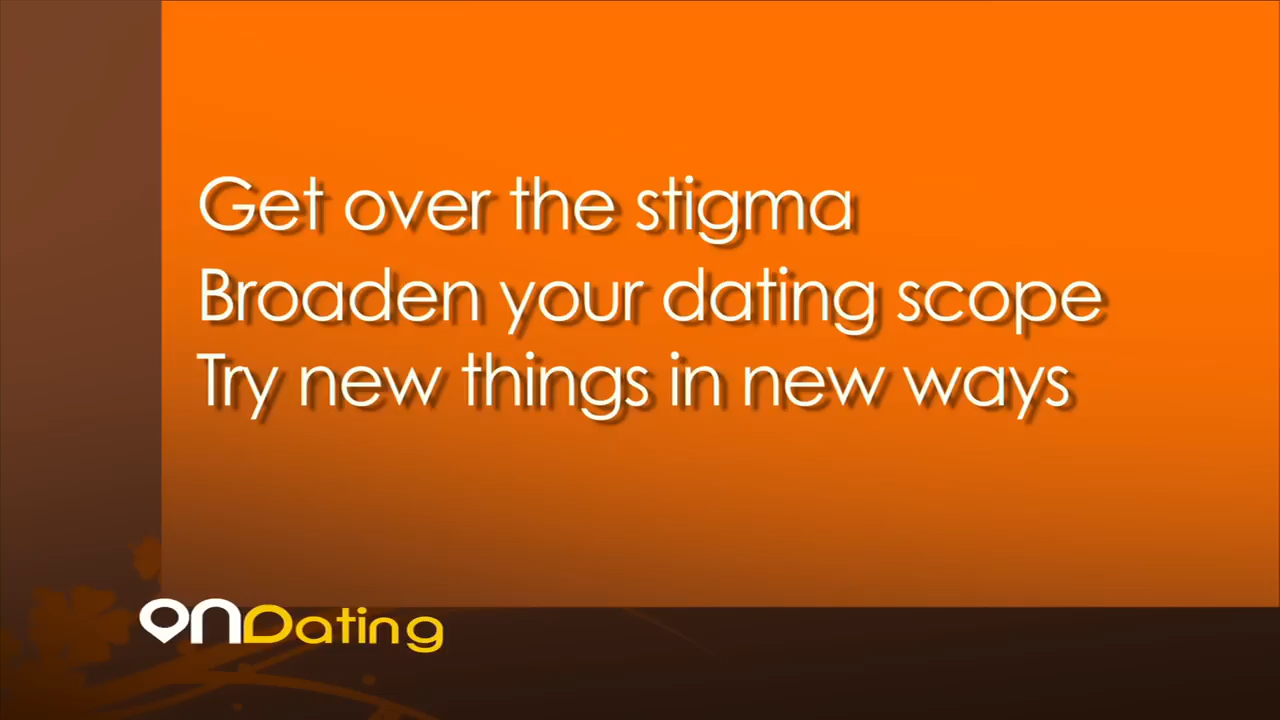 Get over the stigma
Broaden your dating scope
Try new things in new ways
ONDating